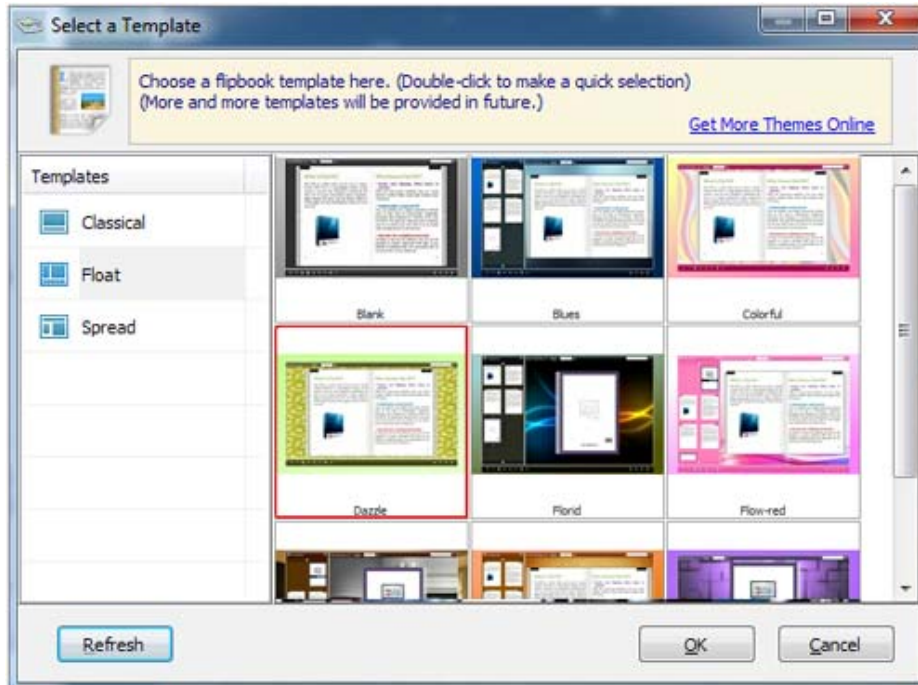 Select a Template
Choose a flipbook template here. (Double-click to make a quick selection)
(More and more templates will be provided in future.)
Get More Themes Online
Templates
Classical
Float
Spread
Blank
Blues
Colorful
Dazzle
Florid
Flow-red
Refresh
OK
Cancel